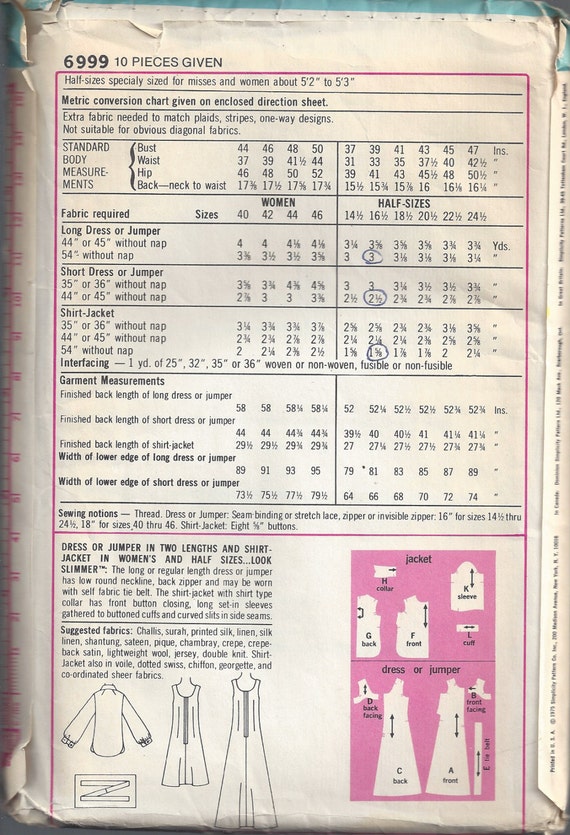 6999 10 PIECES GIVEN
Half-sizes specialy sized for misses and women about 5'2" to 5'3"
Metric conversion chart given on enclosed direction sheet.
Extra fabric needed to match plaids, stripes, one-way designs.
Not suitable for obvious diagonal fabrics.
STANDARD Bust 44 46 48 50 37 39 41 43 45 47 Ins.
BODY Waist 37 39 41½ 44 31 33 35 37½ 40 42½ "
MEASURE- Hip 46 48 50 52 39 41 43 45½ 48 50½ "
MENTS Back—neck to waist 17⅜ 17½ 17⅝ 17¾ 15½ 15¾ 15⅞ 16 16⅛ 16¼ "
WOMEN HALF-SIZES
Fabric required Sizes 40 42 44 46 14½ 16½ 18½ 20½ 22½ 24½
Long Dress or Jumper
44" or 45" without nap 4 4 4⅛ 4⅛ 3¼ 3⅝ 3⅝ 3⅝ 3¾ 3¾ Yds.
54" without nap 3⅜ 3½ 3½ 3⅝ 3 3 3⅛ 3⅛ 3⅛ 3¼ "
Short Dress or Jumper
35" or 36" without nap 3⅝ 3¾ 4⅜ 4⅝ 3 3 3¼ 3½ 3½ 3¾ "
44" or 45" without nap 2⅞ 3 3 3⅜ 2½ 2½ 2¾ 2¾ 2⅞ 2⅞ "
Shirt-Jacket
35" or 36" without nap 3¼ 3¾ 3¾ 3⅞ 2⅝ 2⅝ 2¾ 2¾ 3⅛ 3⅝ "
44" or 45" without nap 2¾ 2¾ 2⅞ 2⅞ 2¼ 2¼ 2¼ 2⅝ 2⅝ "
54" without nap 2 2¼ 2⅜ 2½ 1⅝ 1⅝ 1⅞ 1⅞ 2 2¼ "
Interfacing — 1 yd. of 25", 32", 35" or 36" woven or non-woven, fusible or non-fusible
Garment Measurements
Finished back length of long dress or jumper
58 58 58¼ 58¼ 52 52¼ 52½ 52½ 52¾ 52¾ Ins.
Finished back length of short dress or jumper
44 44 44¾ 44¾ 39½ 40 40½ 41 41¼ 41¼ "
Finished back length of shirt-jacket 29½ 29½ 29¾ 29¾ 27 27¼ 27½ 27½ 27¾ 27¾ "
Width of lower edge of long dress or jumper
89 91 93 95 79 81 83 85 87 89 "
Width of lower edge of short dress or jumper
73½ 75½ 77½ 79½ 64 66 68 70 72 74 "
Sewing notions — Thread. Dress or Jumper: Seam binding or stretch lace, zipper or invisible zipper: 16" for sizes 14½ thru
24½, 18" for sizes 40 thru 46. Shirt-Jacket: Eight ⅝" buttons.
DRESS OR JUMPER IN TWO LENGTHS AND SHIRT-
JACKET IN WOMEN'S AND HALF SIZES...LOOK
SLIMMER™: The long or regular length dress or jumper
has low round neckline, back zipper and may be worn
with self fabric tie belt. The shirt-jacket with shirt type
collar has front button closing, long set-in sleeves
gathered to buttoned cuffs and curved slits in side seams.
Suggested fabrics: Challis, surah, printed silk, linen, silk
linen, shantung, sateen, pique, chambray, crepe, crepe-
back satin, lightweight wool, jersey, double knit. Shirt-
Jacket also in voile, dotted swiss, chiffon, georgette, and
co-ordinated sheer fabrics.
jacket
H
collar
K
sleeve
G
back
F
front
L
cuff
dress or jumper
D
back
facing
B
front
facing
C
back
A
front
E tie belt
Printed in U. S. A. © 1975 Simplicity Pattern Co. Inc., 200 Madison Avenue, New York, N. Y. 10016